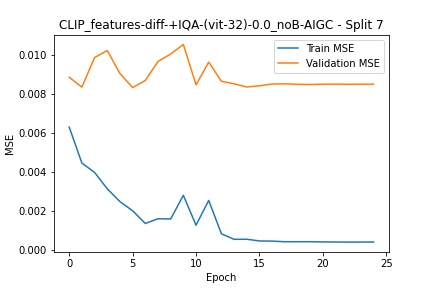 CLIP_features-diff-+IQA-(vit-32)-0.0_noB-AIGC - Split 7
Train MSE
Validation MSE
0.010
0.008
0.006
0.004
0.002
0.000
MSE
0 5 10 15 20 25
Epoch